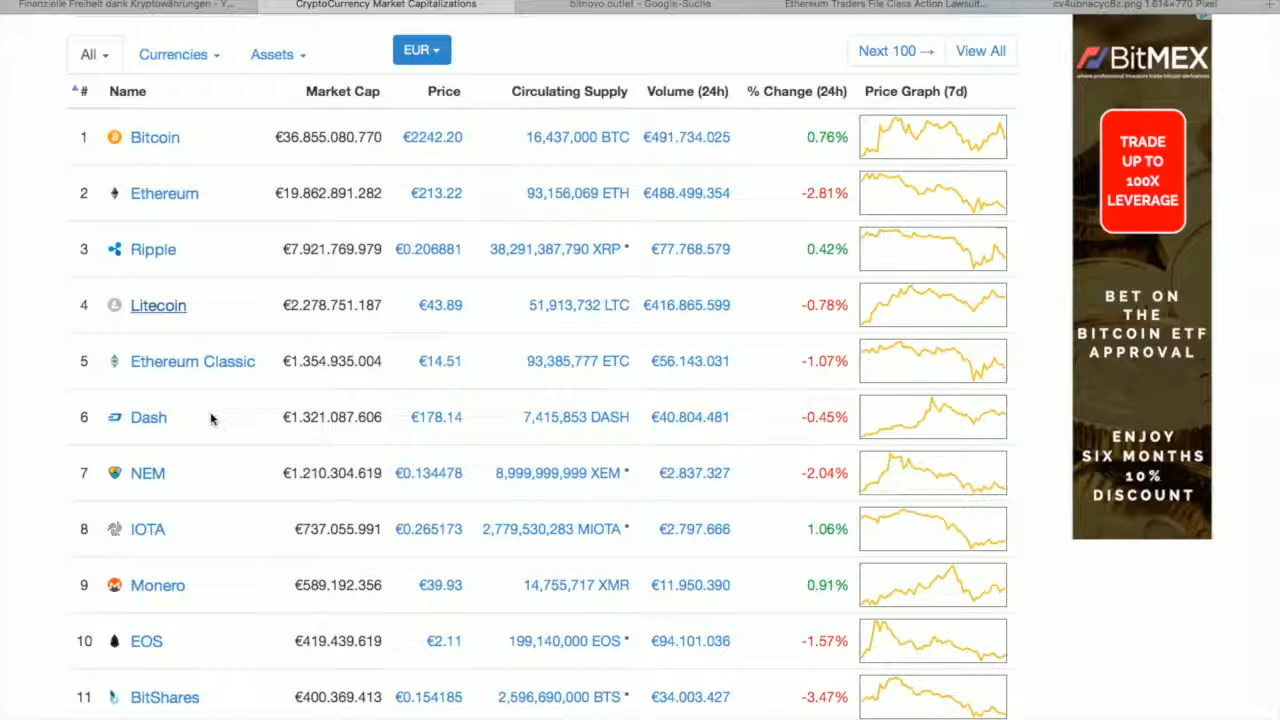 Finanzielle Freiheit dank Kryptowährungen - Y... CryptoCurrency Market Capitalizations bitnovo outlet - Google-Suche Ethereum Traders File Class Action Lawsuit... cv4ubnacyc8z.png 1.614×770 Pixel
All Currencies Assets EUR Next 100 → View All
# Name Market Cap Price Circulating Supply Volume (24h) % Change (24h) Price Graph (7d)
1 Bitcoin €36.855.080.770 €2242.20 16,437,000 BTC €491.734.025 0.76%
2 Ethereum €19.862.891.282 €213.22 93,156,069 ETH €488.499.354 -2.81%
3 Ripple €7.921.769.979 €0.206881 38,291,387,790 XRP * €77.768.579 0.42%
4 Litecoin €2.278.751.187 €43.89 51,913,732 LTC €416.865.599 -0.78%
5 Ethereum Classic €1.354.935.004 €14.51 93,385,777 ETC €56.143.031 -1.07%
6 Dash €1.321.087.606 €178.14 7,415,853 DASH €40.804.481 -0.45%
7 NEM €1.210.304.619 €0.134478 8,999,999,999 XEM * €2.837.327 -2.04%
8 IOTA €737.055.991 €0.265173 2,779,530,283 MIOTA * €2.797.666 1.06%
9 Monero €589.192.356 €39.93 14,755,717 XMR €11.950.390 0.91%
10 EOS €419.439.619 €2.11 199,140,000 EOS * €94.101.036 -1.57%
11 BitShares €400.369.413 €0.154185 2,596,690,000 BTS * €34.003.427 -3.47%
BitMEX
where professional investors trade bitcoin derivatives
TRADE
UP TO
100X
LEVERAGE
BET ON
THE
BITCOIN ETF
APPROVAL
ENJOY
SIX MONTHS
10%
DISCOUNT